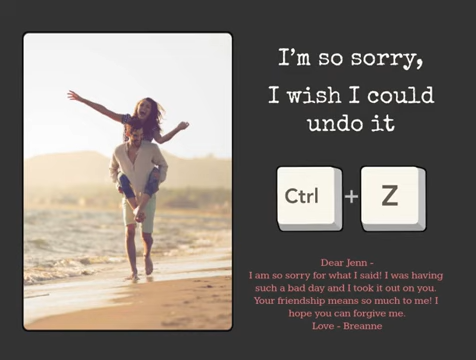 I'm so sorry,
I wish I could
undo it
Ctrl + Z
Dear Jenn -
I am so sorry for what I said! I was having
such a bad day and I took it out on you.
Your friendship means so much to me! I
hope you can forgive me.
Love - Breanne